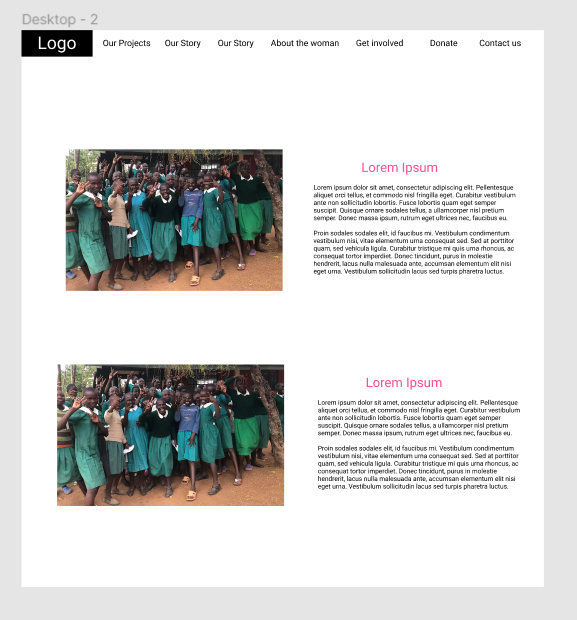 Desktop - 2
Logo
Our Projects
Our Story
Our Story
About the woman
Get involved
Donate
Contact us
Lorem Ipsum
Lorem ipsum dolor sit amet, consectetur adipiscing elit. Pellentesque
aliquet orci tellus, et commodo nisl fringilla eget. Curabitur vestibulum
ante non sollicitudin lobortis. Fusce lobortis quam eget semper
suscipit. Quisque ornare sodales tellus, a ullamcorper nisl pretium
semper. Donec massa ipsum, rutrum eget ultrices nec, faucibus eu.
Proin sodales sodales elit, id faucibus mi. Vestibulum condimentum
vestibulum nisi, vitae elementum urna consequat sed. Sed at porttitor
quam, sed vehicula ligula. Curabitur tristique mi quis urna rhoncus, ac
consequat tortor imperdiet. Donec tincidunt, purus in molestie
hendrerit, lacus nulla malesuada ante, accumsan elementum elit nisi
eget urna. Vestibulum sollicitudin lacus sed turpis pharetra luctus.
Lorem Ipsum
Lorem ipsum dolor sit amet, consectetur adipiscing elit. Pellentesque
aliquet orci tellus, et commodo nisl fringilla eget. Curabitur vestibulum
ante non sollicitudin lobortis. Fusce lobortis quam eget semper
suscipit. Quisque ornare sodales tellus, a ullamcorper nisl pretium
semper. Donec massa ipsum, rutrum eget ultrices nec, faucibus eu.
Proin sodales sodales elit, id faucibus mi. Vestibulum condimentum
vestibulum nisi, vitae elementum urna consequat sed. Sed at porttitor
quam, sed vehicula ligula. Curabitur tristique mi quis urna rhoncus, ac
consequat tortor imperdiet. Donec tincidunt, purus in molestie
hendrerit, lacus nulla malesuada ante, accumsan elementum elit nisi
eget urna. Vestibulum sollicitudin lacus sed turpis pharetra luctus.